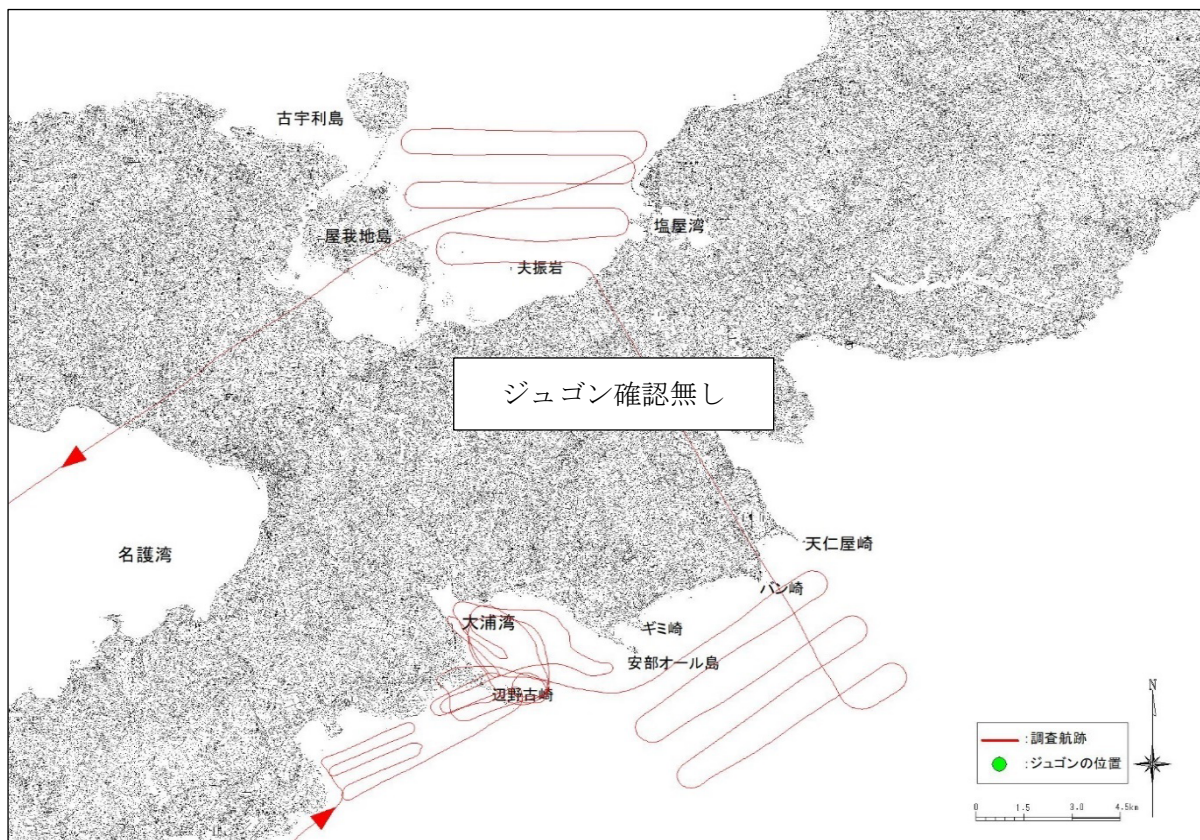 古宇利島
屋我地島
塩屋湾
夫振岩
ジュゴン確認無し
名護湾
天仁屋崎
バン崎
大浦湾
ギミ崎
安部オール島
辺野古崎
N
:調査航跡
:ジュゴンの位置
0 1.5 3.0 4.5km